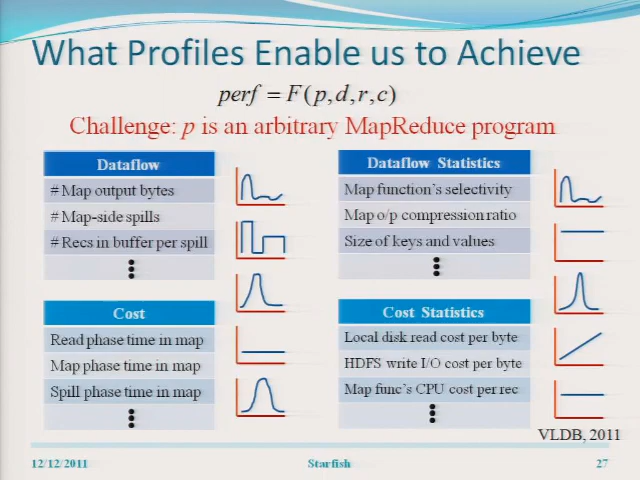 What Profiles Enable us to Achieve
perf = F(p,d,r,c)
Challenge: p is an arbitrary MapReduce program
Dataflow
# Map output bytes
# Map-side spills
# Recs in buffer per spill
Dataflow Statistics
Map function's selectivity
Map o/p compression ratio
Size of keys and values
Cost
Read phase time in map
Map phase time in map
Spill phase time in map
Cost Statistics
Local disk read cost per byte
HDFS write I/O cost per byte
Map func's CPU cost per rec
VLDB, 2011
12/12/2011
Starfish
27